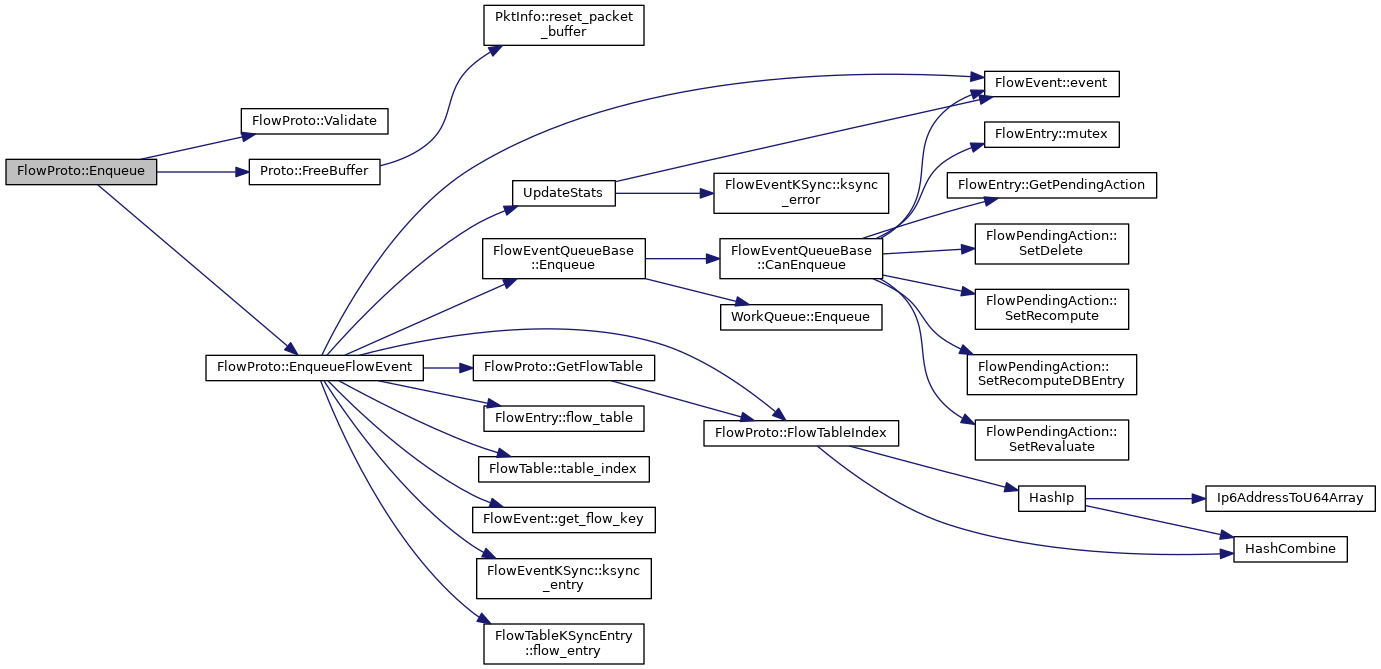 PktInfo::reset_packet
_buffer
FlowEvent::event
FlowProto::Validate
FlowEntry::mutex
FlowProto::Enqueue
Proto::FreeBuffer
UpdateStats
FlowEventKSync::ksync
_error
FlowEntry::GetPendingAction
FlowEventQueueBase
::Enqueue
FlowEventQueueBase
::CanEnqueue
FlowPendingAction::
SetDelete
WorkQueue::Enqueue
FlowPendingAction::
SetRecompute
FlowProto::EnqueueFlowEvent
FlowProto::GetFlowTable
FlowPendingAction::
SetRecomputeDBEntry
FlowEntry::flow_table
FlowProto::FlowTableIndex
FlowPendingAction::
SetRevaluate
FlowTable::table_index
HashIp
Ip6AddressToU64Array
FlowEvent::get_flow_key
HashCombine
FlowEventKSync::ksync
_entry
FlowTableKSyncEntry
::flow_entry